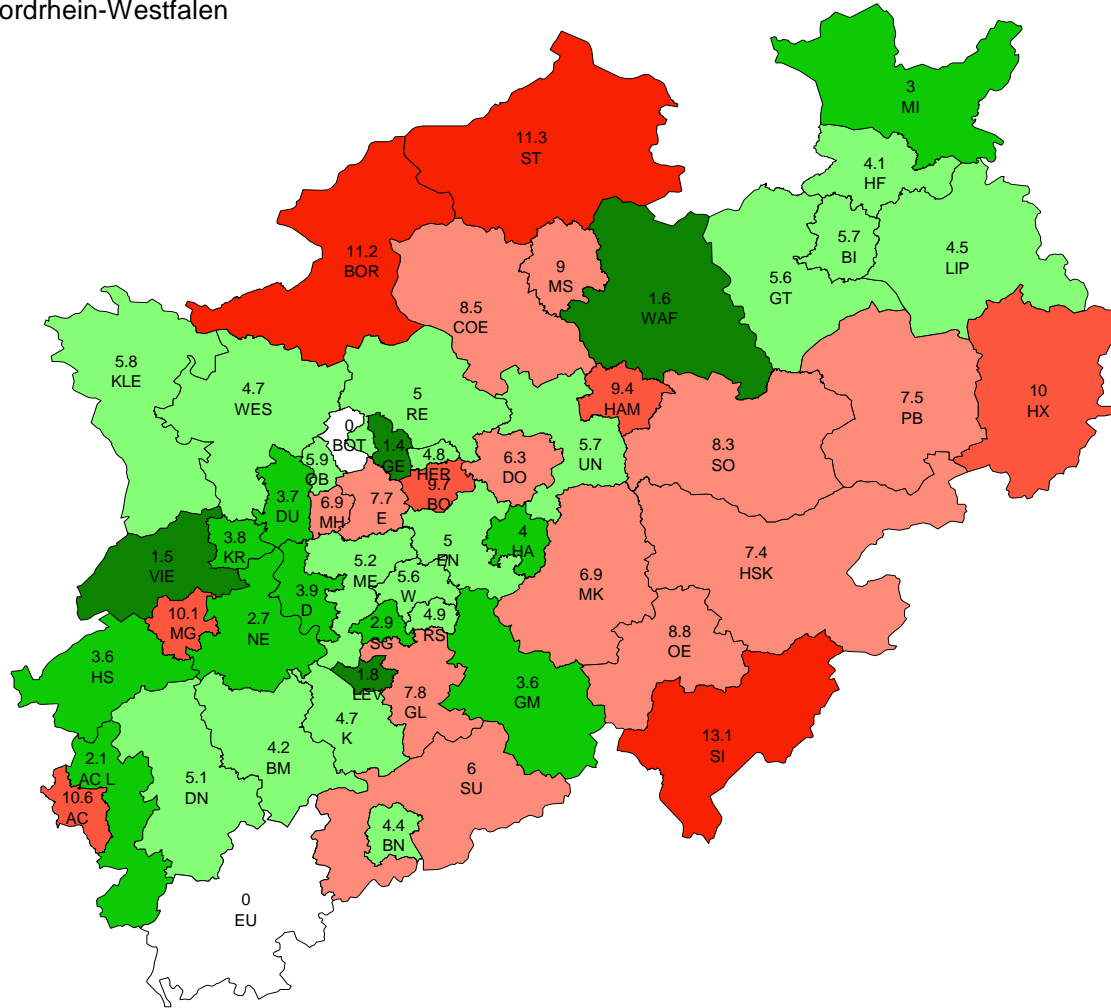 ordrhein-Westfalen
3
MI
11.3
ST
4.1
HF
5.7
BI
4.5
LIP
11.2
BOR
9
MS
5.6
GT
8.5
COE
1.6
WAF
5.8
KLE
4.7
WES
5
RE
9.4
HAM
7.5
PB
10
HX
0
BOT
1.4
GE
4.8
HER
5.9
OB
6.3
DO
5.7
UN
8.3
SO
9.7
BO
3.7
DU
6.9
MH
7.7
E
3.8
KR
5
EN
4
HA
1.5
VIE
5.2
ME
5.6
W
7.4
HSK
6.9
MK
3.9
D
10.1
MG
2.7
NE
4.9
RS
2.9
SG
8.8
OE
3.6
HS
1.8
LEV
7.8
GL
3.6
GM
4.7
K
13.1
SI
2.1
AC L
4.2
BM
5.1
DN
6
SU
10.6
AC
4.4
BN
0
EU